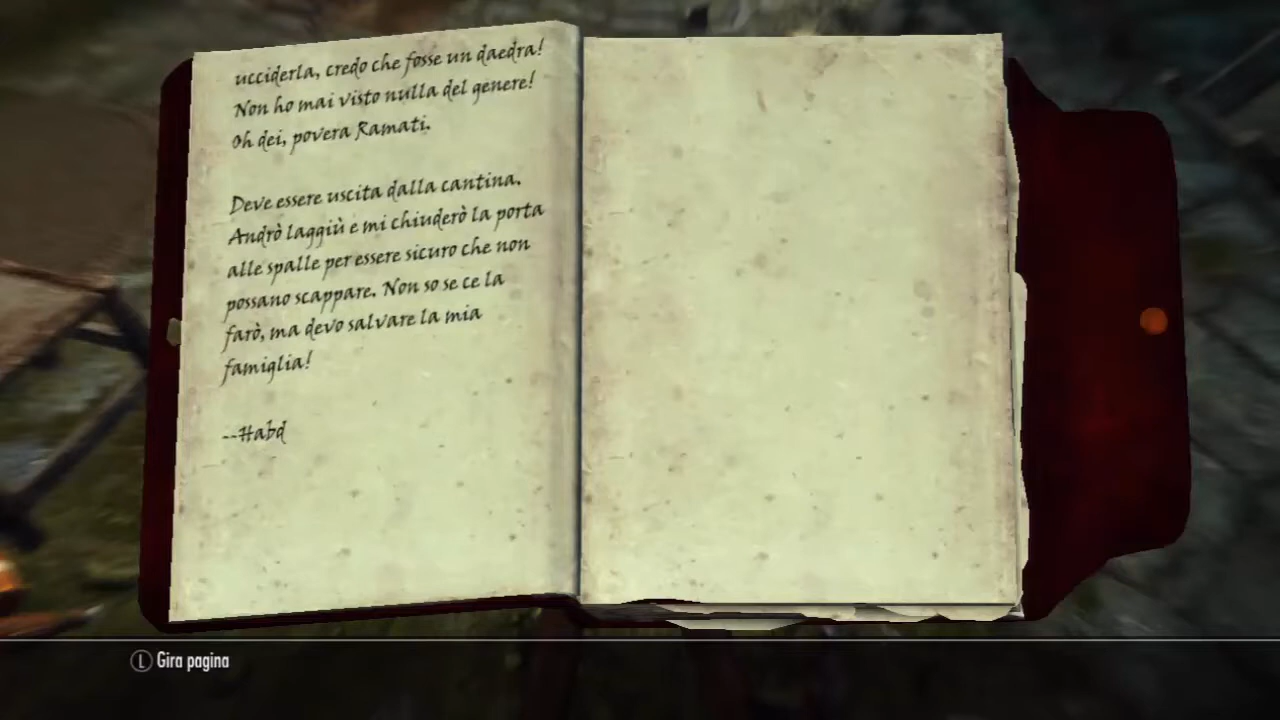 ucciderla, credo che fosse un daedra!
Non ho mai visto nulla del genere!
Oh dei, povera Ramati.
Deve essere uscita dalla cantina.
Andrò laggiù e mi chiuderò la porta
alle spalle per essere sicuro che non
possano scappare. Non so se ce la
farò, ma devo salvare la mia
famiglia!
--Habd
L Gira pagina